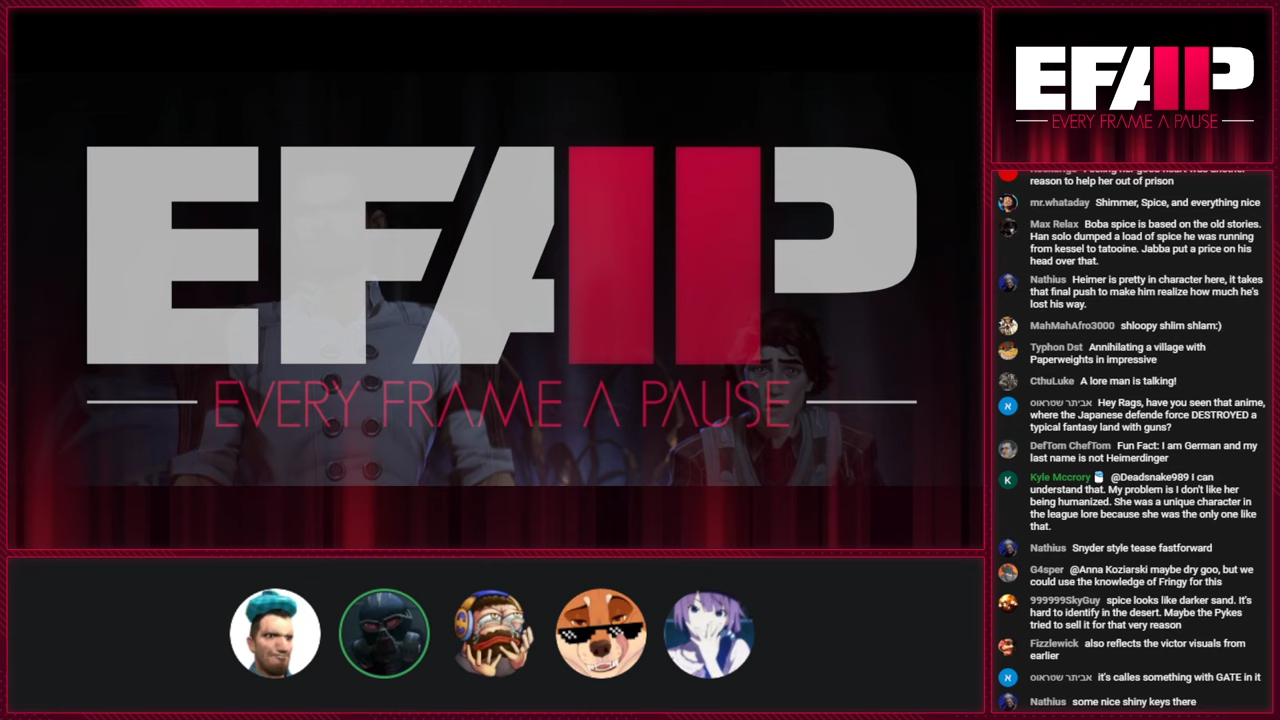 EFAP
EVERY FRAME A PAUSE
EFAP
EVERY FRAME A PAUSE
reason to help her out of prison
mr.whataday Shimmer, Spice, and everything nice
Max Relax Boba spice is based on the old stories.
Han solo dumped a load of spice he was running
from kessel to tatooine. Jabba put a price on his
head over that.
Nathius Heimer is pretty in character here, it takes
that final push to make him realize how much he's
lost his way.
MahMahAfro3000 shloopy shlim shlam:)
Typhon Dst Annihilating a village with
Paperweights in impressive
CthuLuke A lore man is talking!
אביתר שטראוס Hey Rags, have you seen that anime,
where the Japanese defende force DESTROYED a
typical fantasy land with guns?
DefTom ChefTom Fun Fact: I am German and my
last name is not Heimerdinger
K
Kyle Mccrory @Deadsnake989 I can
understand that. My problem is I don't like her
being humanized. She was a unique character in
the league lore because she was the only one like
that.
Nathius Snyder style tease fastforward
G4sper @Anna Koziarski maybe dry goo, but we
could use the knowledge of Fringy for this
999999SkyGuy spice looks like darker sand. It's
hard to identify in the desert. Maybe the Pykes
tried to sell it for that very reason
Fizzlewick also reflects the victor visuals from
earlier
א
אביתר שטראוס it's calles something with GATE in it
Nathius some nice shiny keys there